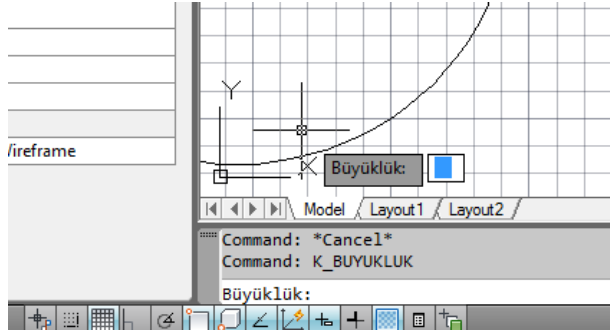 Y
Wireframe
X
Büyüklük:
Model Layout1 Layout2
Command: *Cancel*
Command: K_BUYUKLUK
Büyüklük: